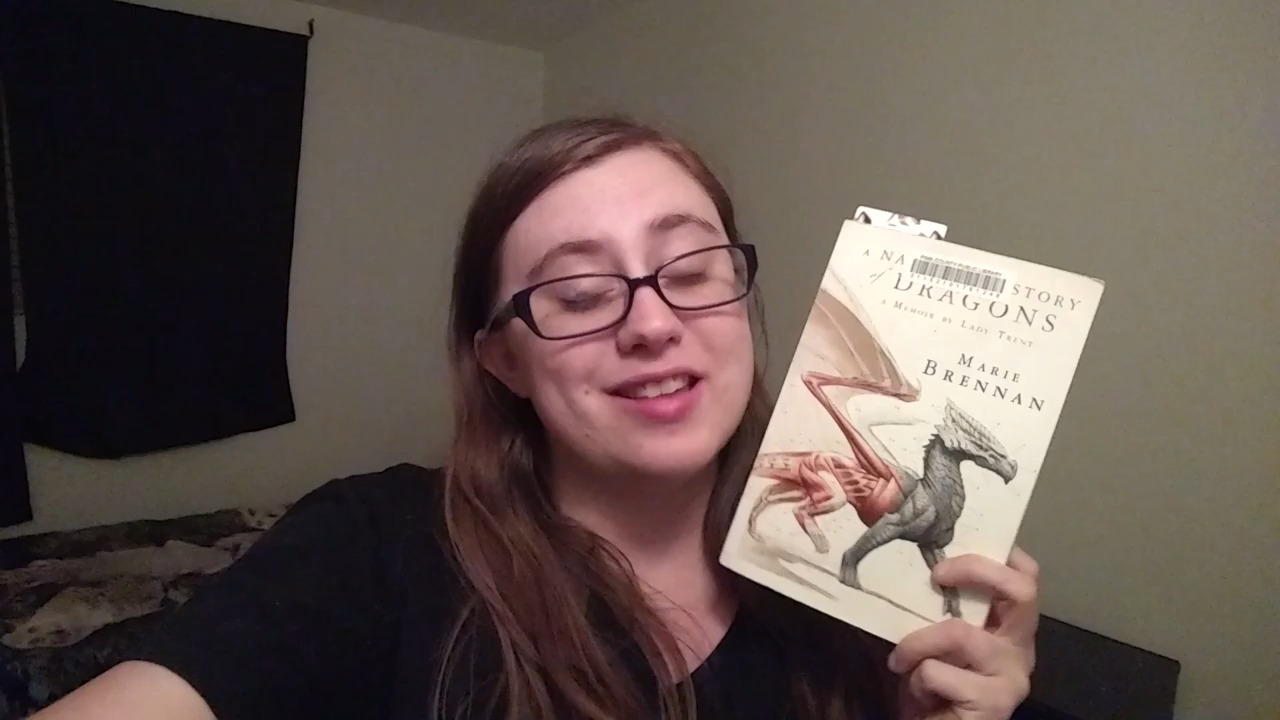 A NA STORY
of DRAGONS
A MEMOIR BY LADY TRENT
MARIE
BRENNAN